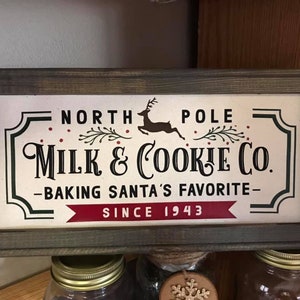 NORTH POLE
MILK & COOKIE CO.
-BAKING SANTA'S FAVORITE-
SINCE 1943